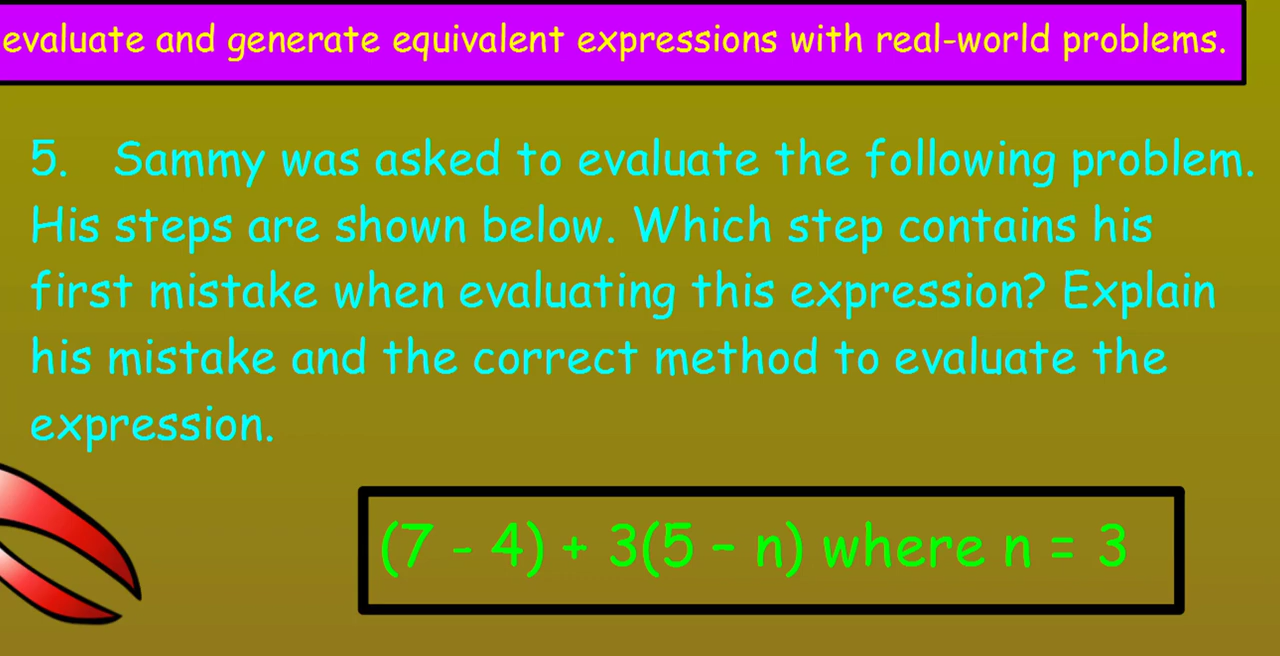 evaluate and generate equivalent expressions with real-world problems.
5. Sammy was asked to evaluate the following problem.
His steps are shown below. Which step contains his
first mistake when evaluating this expression? Explain
his mistake and the correct method to evaluate the
expression.
(7 - 4) + 3(5 – n) where n = 3